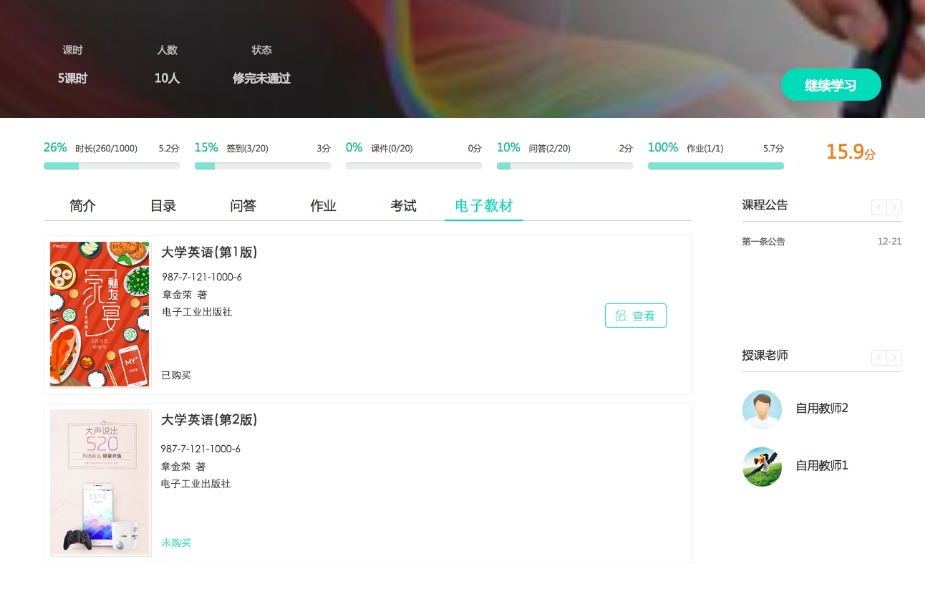 课时 人数 状态
5课时 10人 修完未通过
继续学习
26% 时长(260/1000) 5.2分 15% 签到(3/20) 3分 0% 课件(0/20) 0分 10% 问答(2/20) 2分 100% 作业(1/1) 5.7分
15.9分
简介 目录 问答 作业 考试 电子教材
大学英语(第1版)
987-7-121-1000-6
章金荣 著
电子工业出版社
查看
已购买
魅友家宴
MY+
大学英语(第2版)
987-7-121-1000-6
章金荣 著
电子工业出版社
未购买
大声说出
520
13:14
课程公告
第一条公告 12-21
授课老师
自用教师2
自用教师1